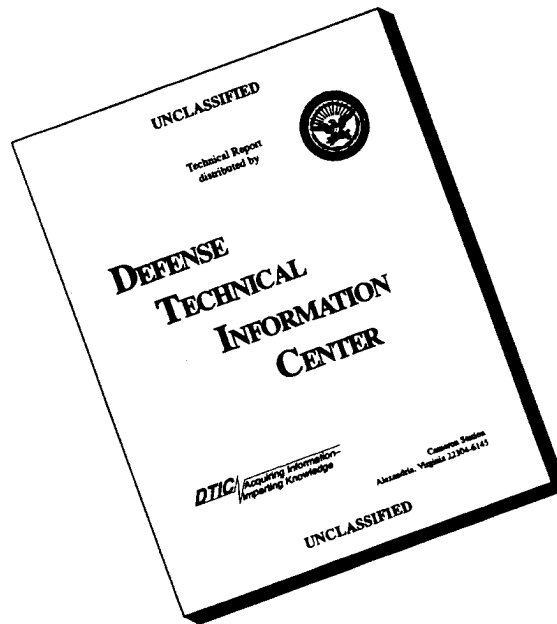 UNCLASSIFIED
Technical Report
distributed by
DEFENSE
TECHNICAL
INFORMATION
CENTER
DTIC Acquiring Information-
Imparting Knowledge
Cameron Station
Alexandria, Virginia 22304-6145
UNCLASSIFIED